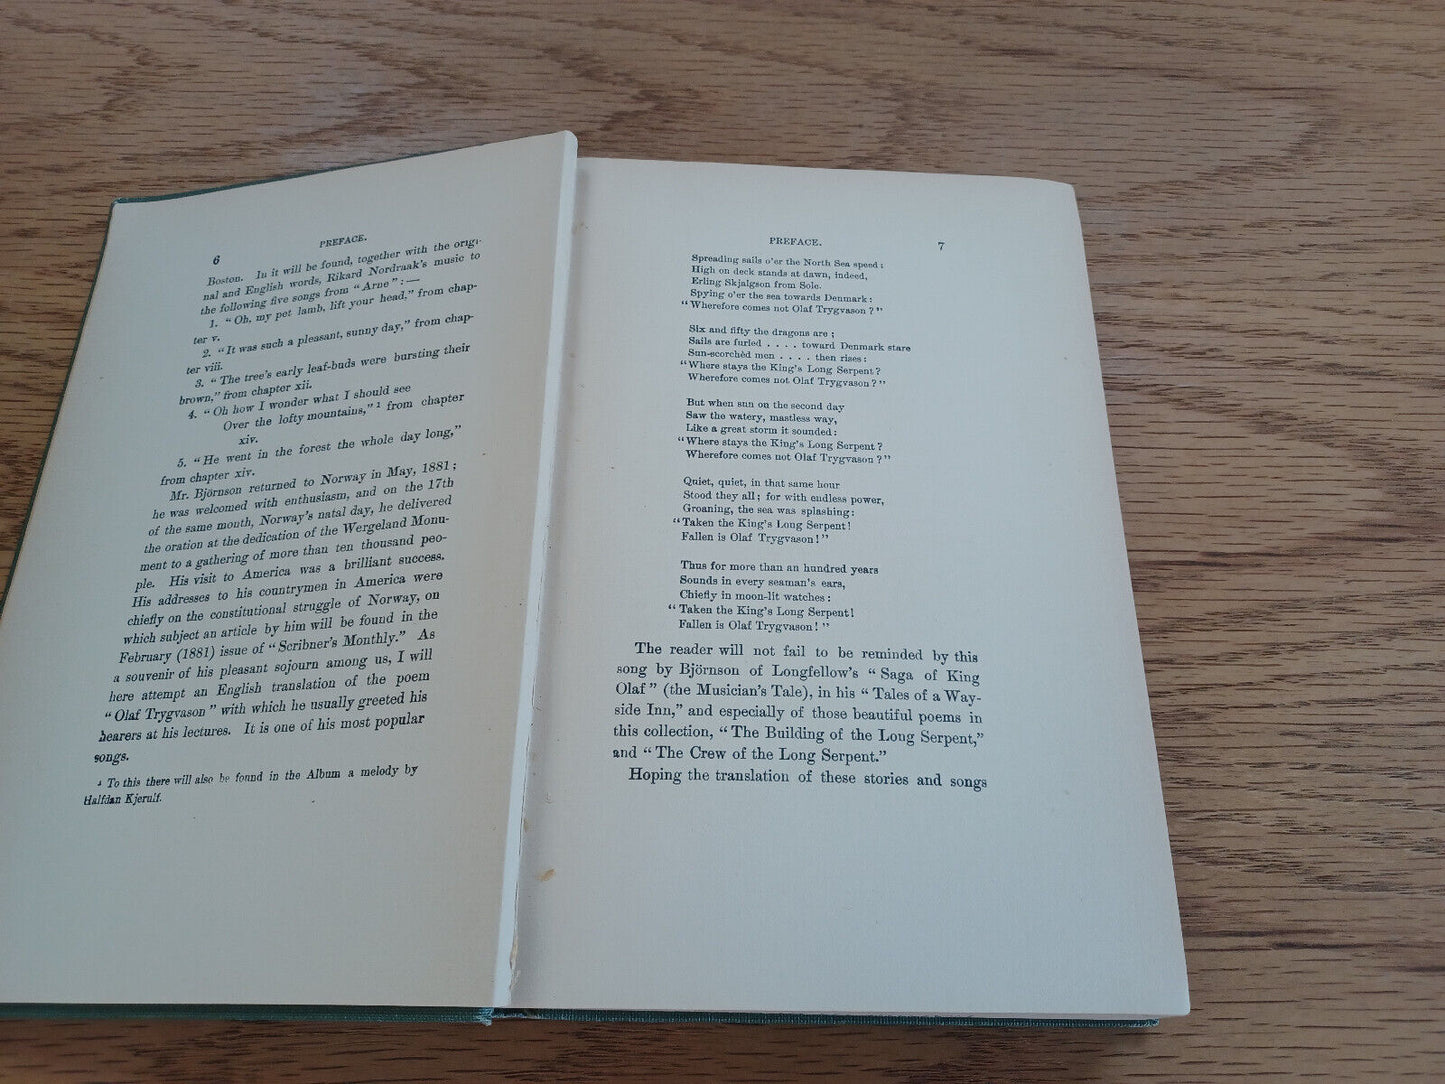 6
PREFACE.
Boston. In it will be found, together with the origi-
nal and English words, Rikard Nordraak's music to
the following five songs from "Arne": —
1. "Oh, my pet lamb, lift your head," from chap-
ter v.
2. "It was such a pleasant, sunny day," from chap-
ter viii.
3. "The tree's early leaf-buds were bursting their
brown," from chapter xii.
4. "Oh how I wonder what I should see
Over the lofty mountains," 1 from chapter
xiv.
5. "He went in the forest the whole day long,"
from chapter xiv.
Mr. Björnson returned to Norway in May, 1881;
he was welcomed with enthusiasm, and on the 17th
of the same month, Norway's natal day, he delivered
the oration at the dedication of the Wergeland Monu-
ment to a gathering of more than ten thousand peo-
ple. His visit to America was a brilliant success.
His addresses to his countrymen in America were
chiefly on the constitutional struggle of Norway, on
which subject an article by him will be found in the
February (1881) issue of "Scribner's Monthly." As
a souvenir of his pleasant sojourn among us, I will
here attempt an English translation of the poem
"Olaf Trygvason" with which he usually greeted his
hearers at his lectures. It is one of his most popular
songs.
1 To this there will also be found in the Album a melody by
Halfdan Kjerulf.
PREFACE.
7
Spreading sails o'er the North Sea speed;
High on deck stands at dawn, indeed,
Erling Skjalgson from Sole.
Spying o'er the sea towards Denmark:
"Wherefore comes not Olaf Trygvason?"
Six and fifty the dragons are;
Sails are furled . . . . toward Denmark stare
Sun-scorchèd men . . . . then rises:
"Where stays the King's Long Serpent?
Wherefore comes not Olaf Trygvason?"
But when sun on the second day
Saw the watery, mastless way,
Like a great storm it sounded:
"Where stays the King's Long Serpent?
Wherefore comes not Olaf Trygvason?"
Quiet, quiet, in that same hour
Stood they all; for with endless power,
Groaning, the sea was splashing:
"Taken the King's Long Serpent!
Fallen is Olaf Trygvason!"
Thus for more than an hundred years
Sounds in every seaman's ears,
Chiefly in moon-lit watches:
"Taken the King's Long Serpent!
Fallen is Olaf Trygvason!"
The reader will not fail to be reminded by this
song by Björnson of Longfellow's "Saga of King
Olaf" (the Musician's Tale), in his "Tales of a Way-
side Inn," and especially of those beautiful poems in
this collection, "The Building of the Long Serpent,"
and "The Crew of the Long Serpent."
Hoping the translation of these stories and songs